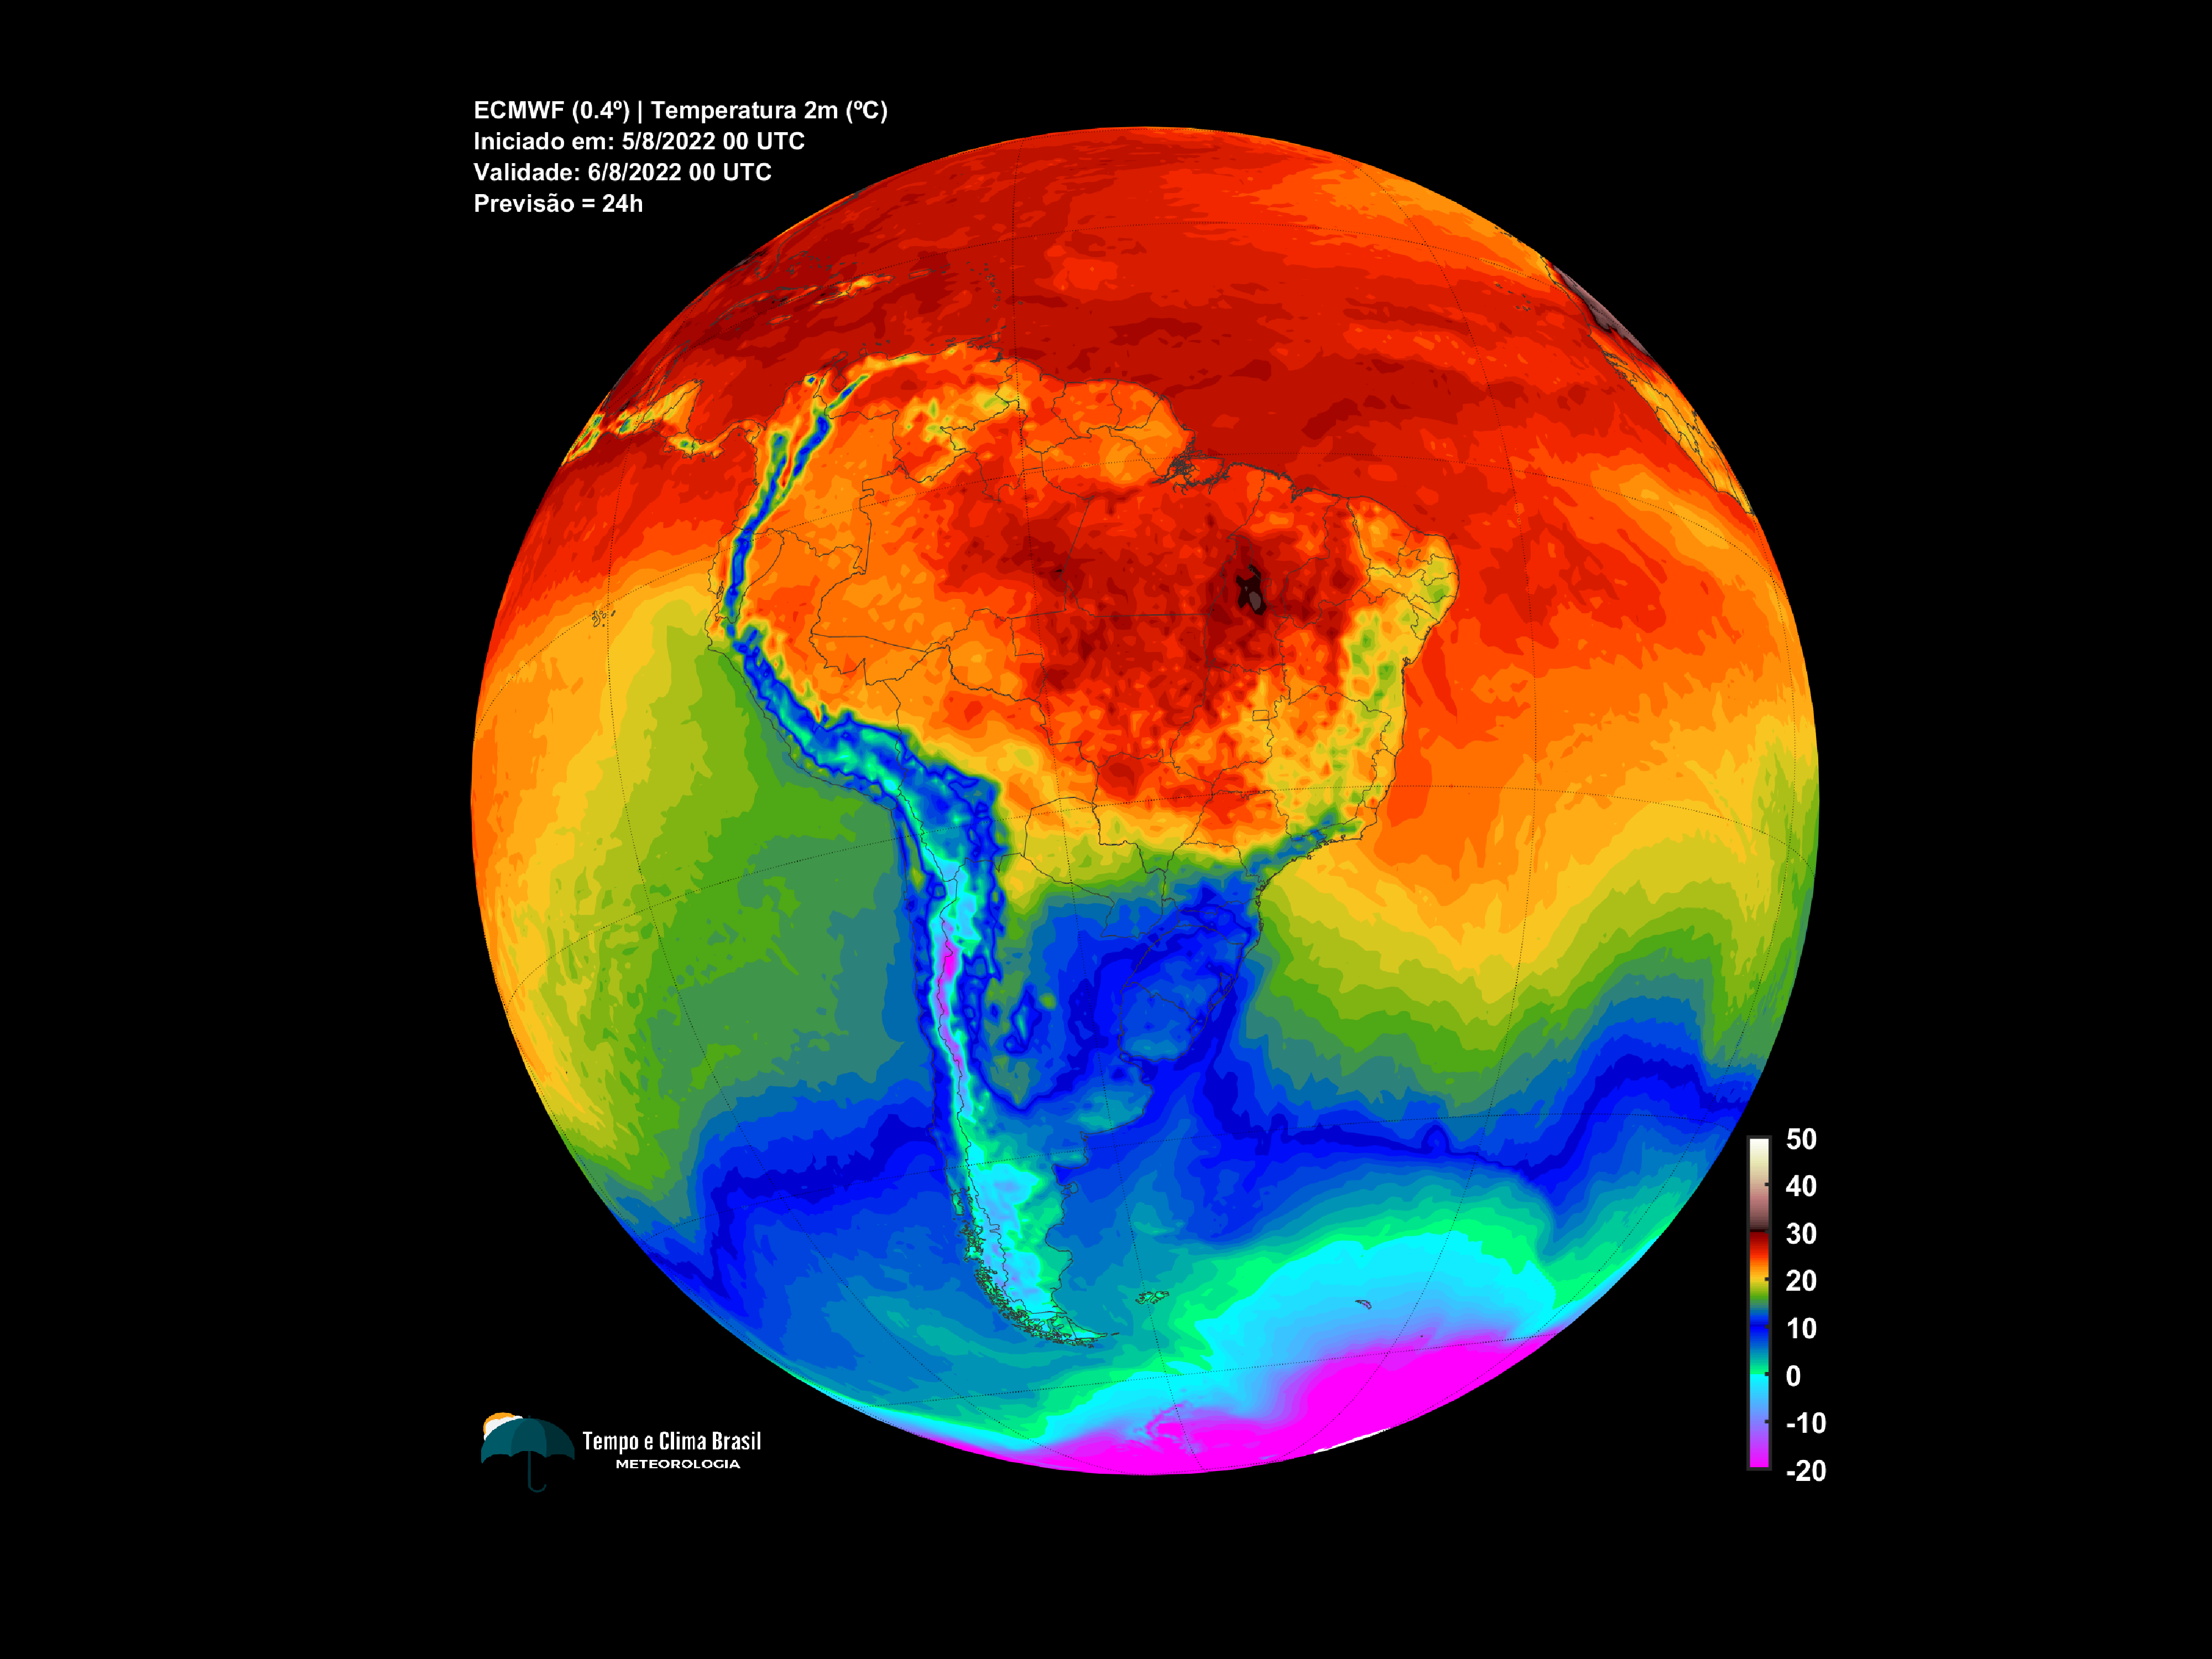 ECMWF (0.4º) | Temperatura 2m (ºC)
Iniciado em: 5/8/2022 00 UTC
Validade: 6/8/2022 00 UTC
Previsão = 24h
50
40
30
20
10
0
-10
-20
Tempo e Clima Brasil
METEOROLOGIA